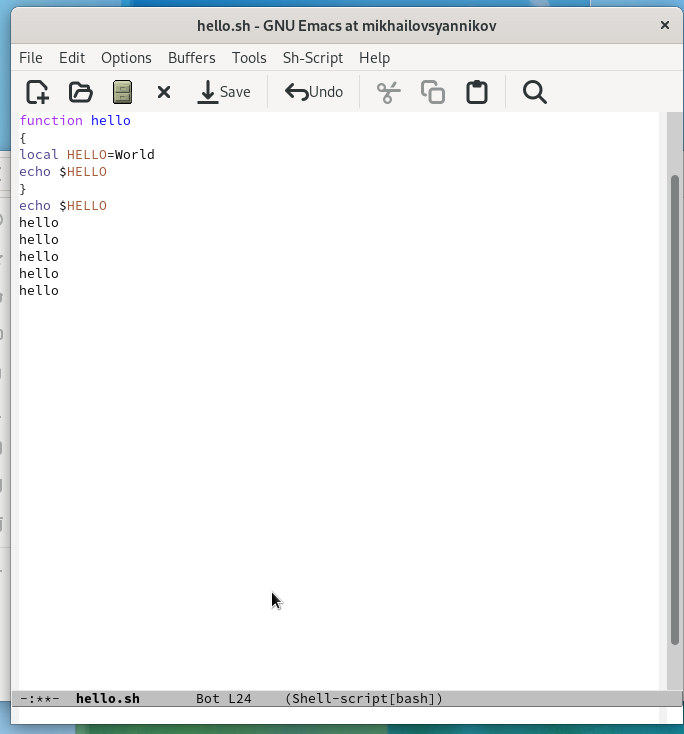 hello.sh - GNU Emacs at mikhailovsyannikov ×
File Edit Options Buffers Tools Sh-Script Help
Save Undo
function hello
{
local HELLO=World
echo $HELLO
}
echo $HELLO
hello
hello
hello
hello
hello
-:**- hello.sh Bot L24 (Shell-script[bash])